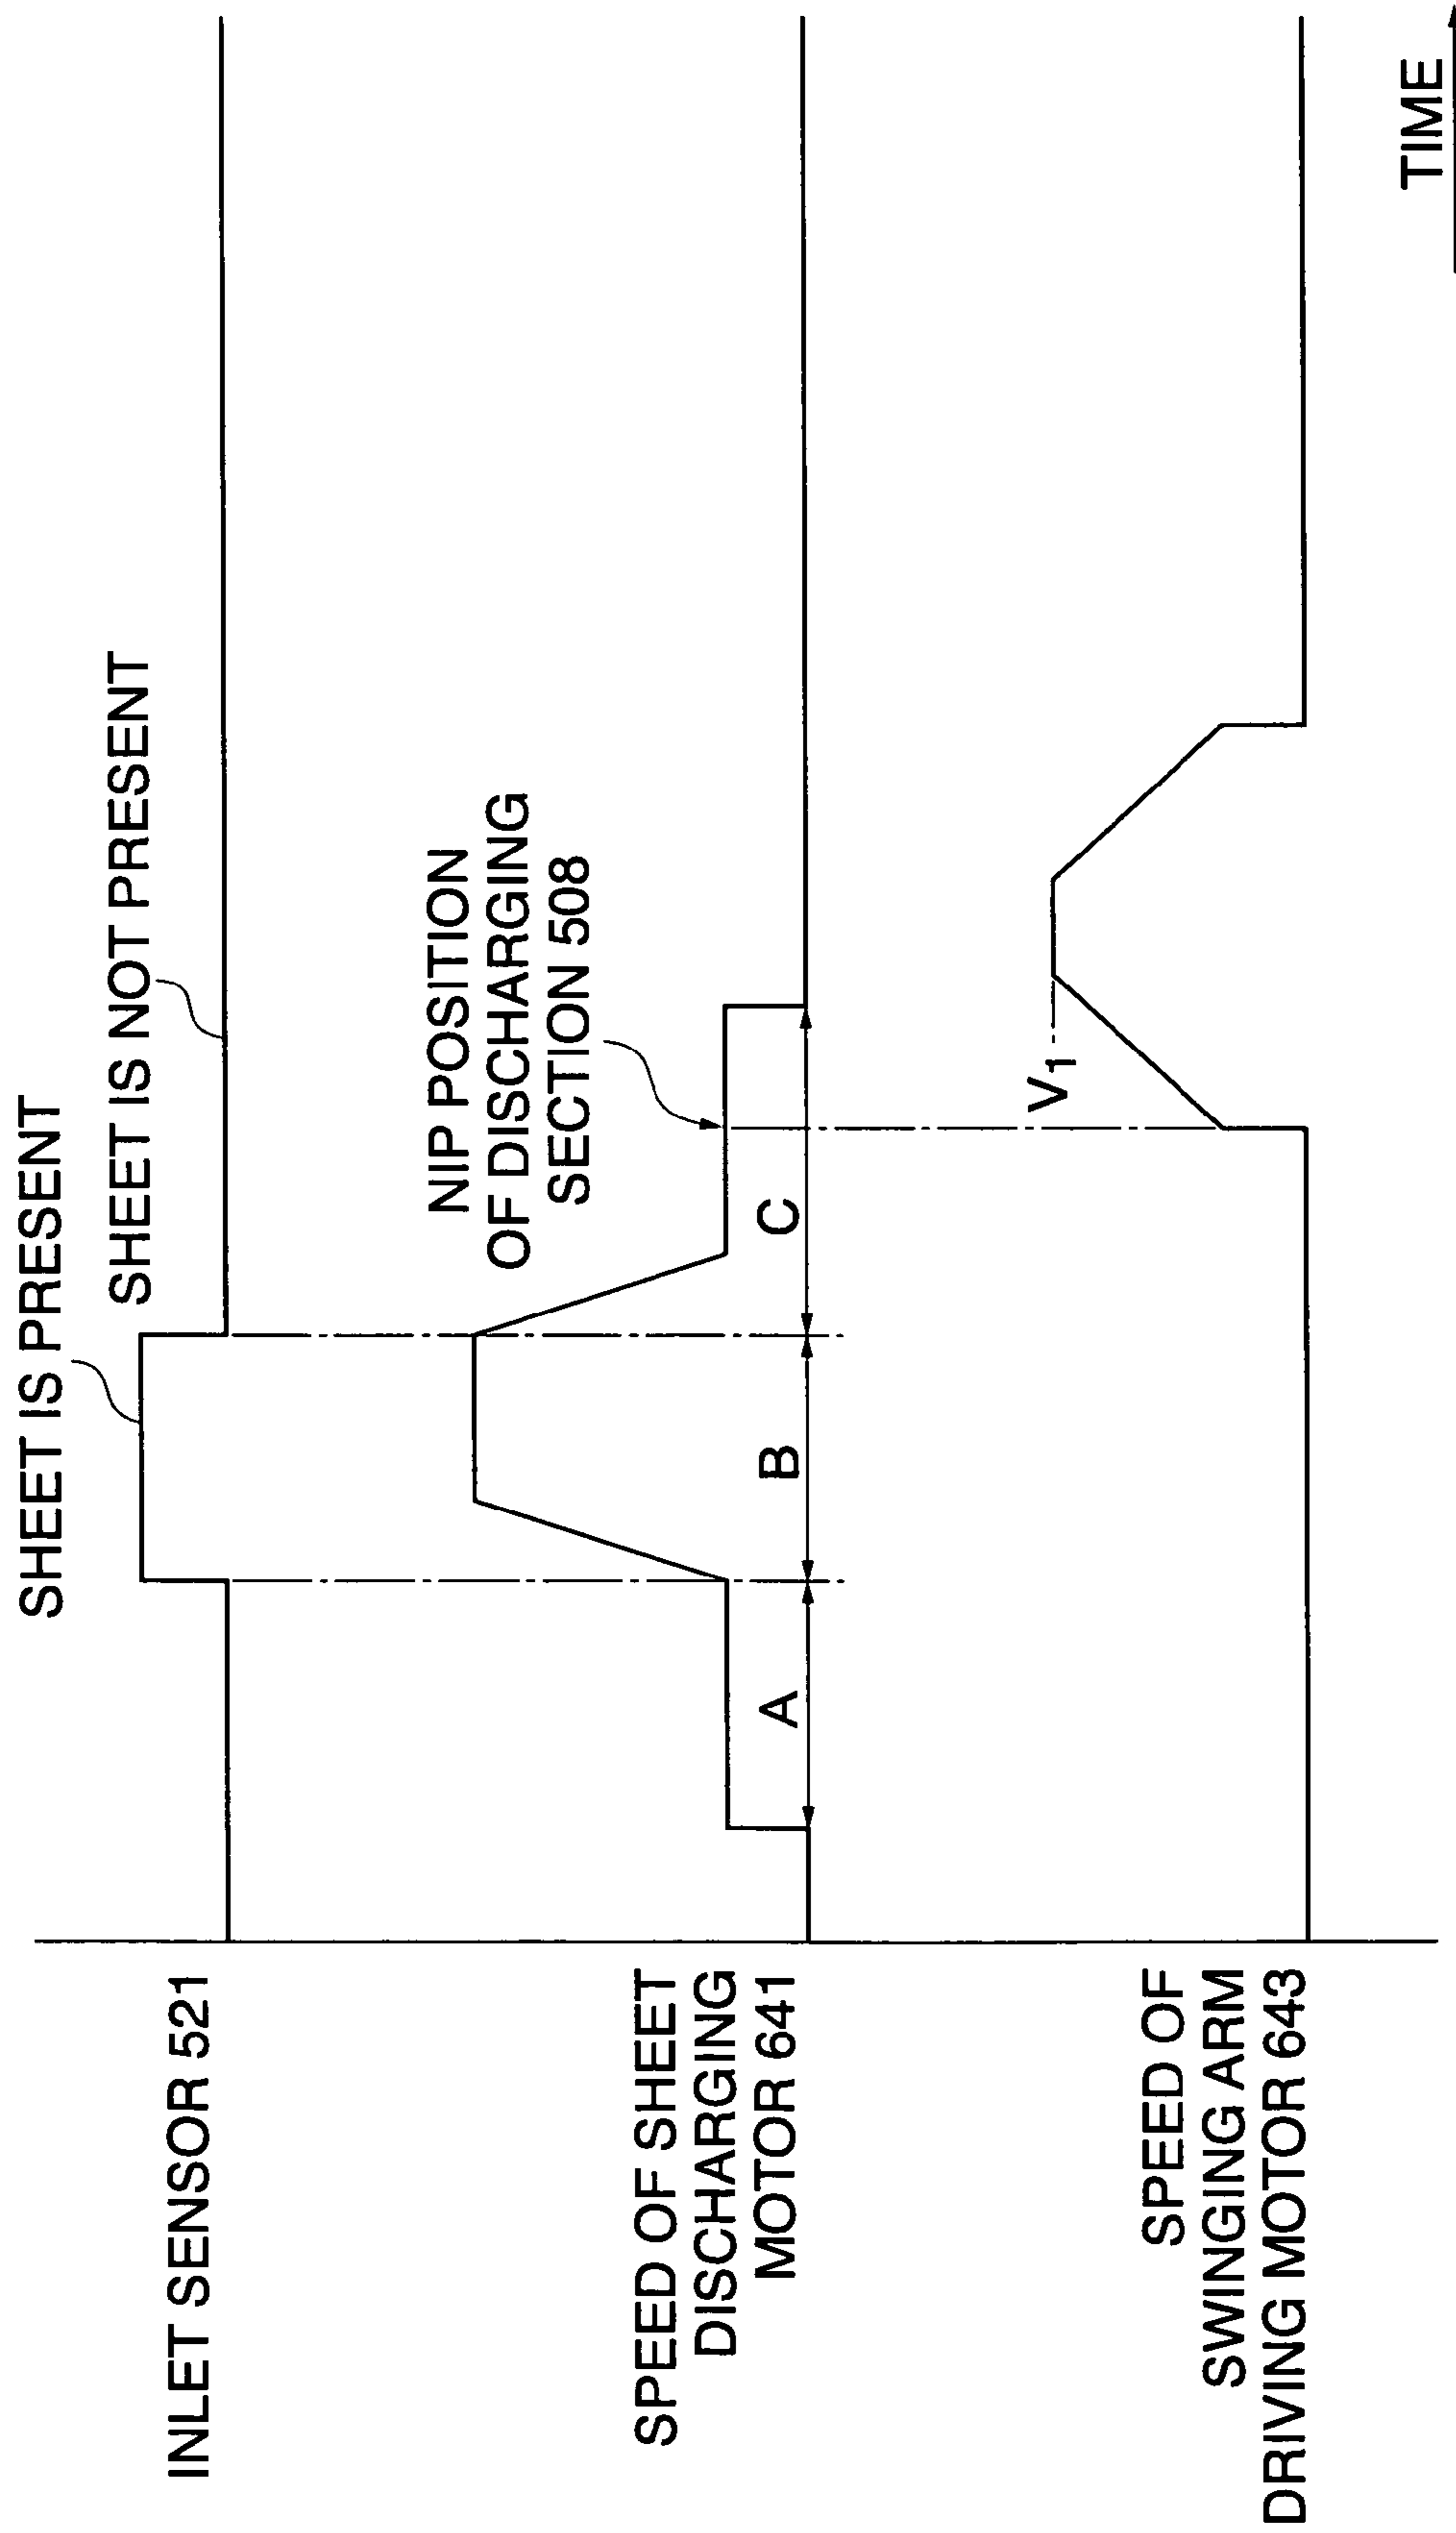 SHEET IS PRESENT
SHEET IS NOT PRESENT
INLET SENSOR 521
NIP POSITION
OF DISCHARGING
SECTION 508
SPEED OF SHEET
DISCHARGING
MOTOR 641
A
B
C
V1
SPEED OF
SWINGING ARM
DRIVING MOTOR 643
TIME